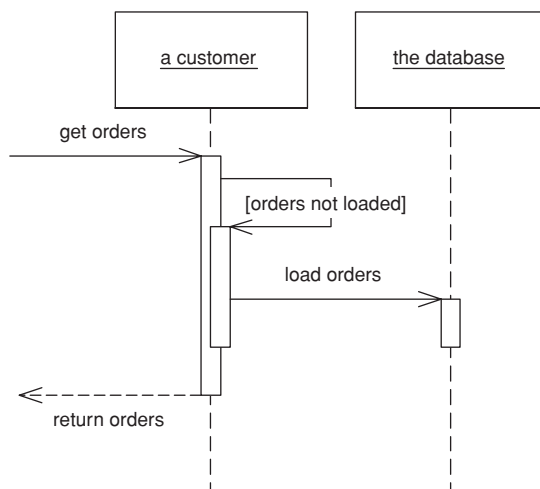 a customer
the database
get orders
[orders not loaded]
load orders
return orders